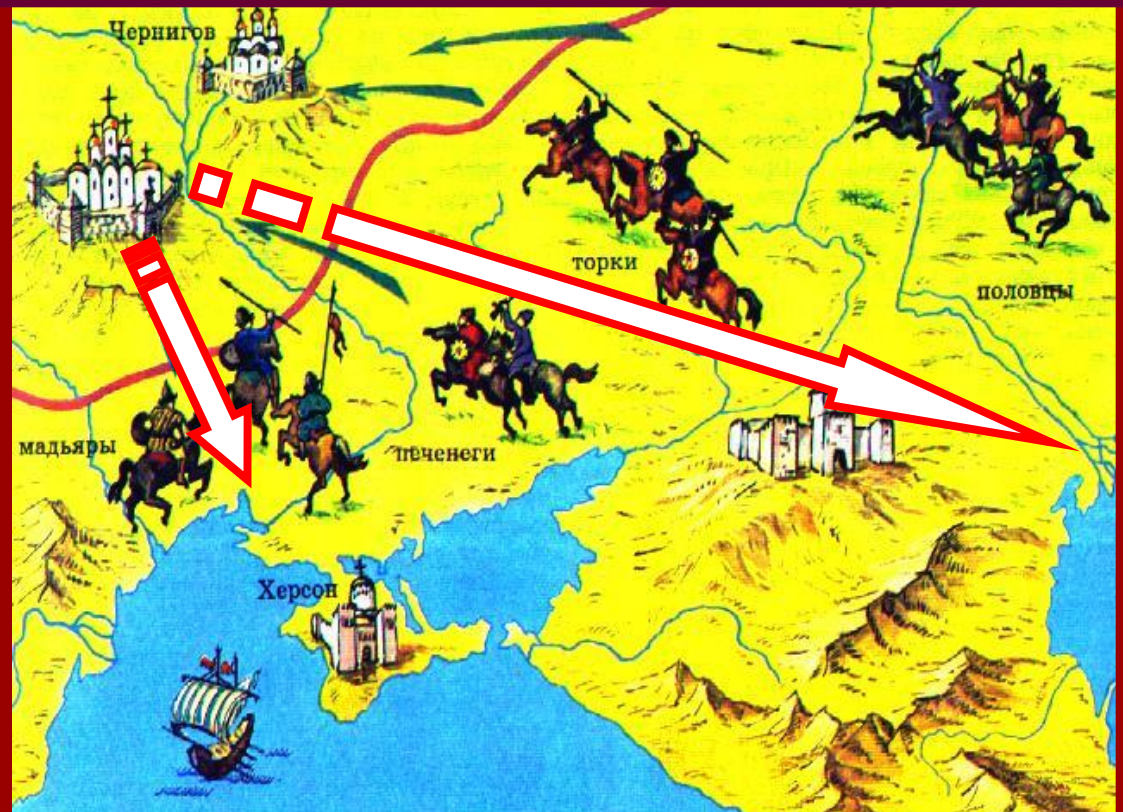 Чернигов
торки
половцы
мадьяры
печенеги
Херсон